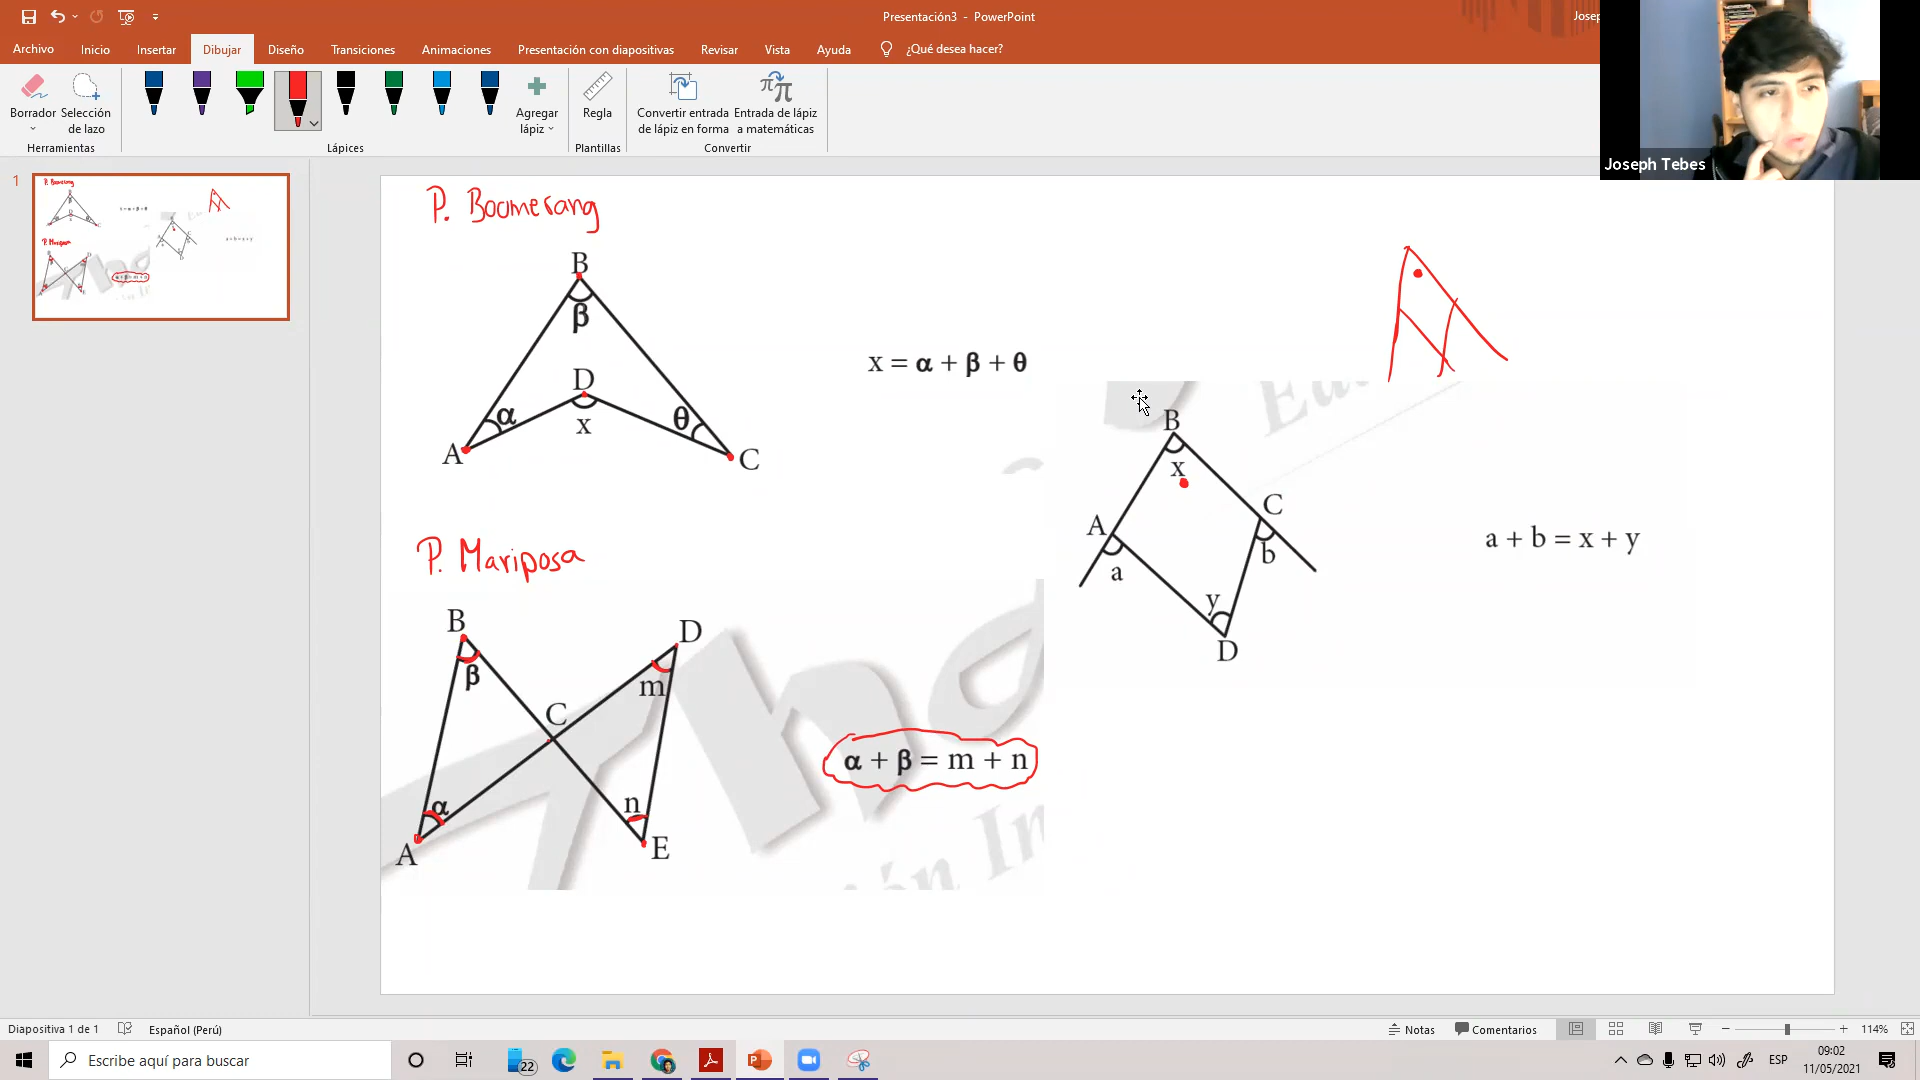 Presentación3 - PowerPoint
Archivo Inicio Insertar Dibujar Diseño Transiciones Animaciones Presentación con diapositivas Revisar Vista Ayuda ¿Qué desea hacer?
Borrador
Selección de lazo
Agregar lápiz
Regla
Convertir entrada de lápiz en forma
Entrada de lápiz a matemáticas
Herramientas
Lápices
Plantillas
Convertir
Joseph Tebes
1
P. Boomerang
B
β
D
x = α + β + θ
α
x
θ
A
C
B
x
C
A
a
b
a + b = x + y
y
D
P. Mariposa
B
D
β
m
C
α + β = m + n
α
n
A
E
Diapositiva 1 de 1
Español (Perú)
Notas
Comentarios
114%
Escribe aquí para buscar
22
ESP
09:02
11/05/2021